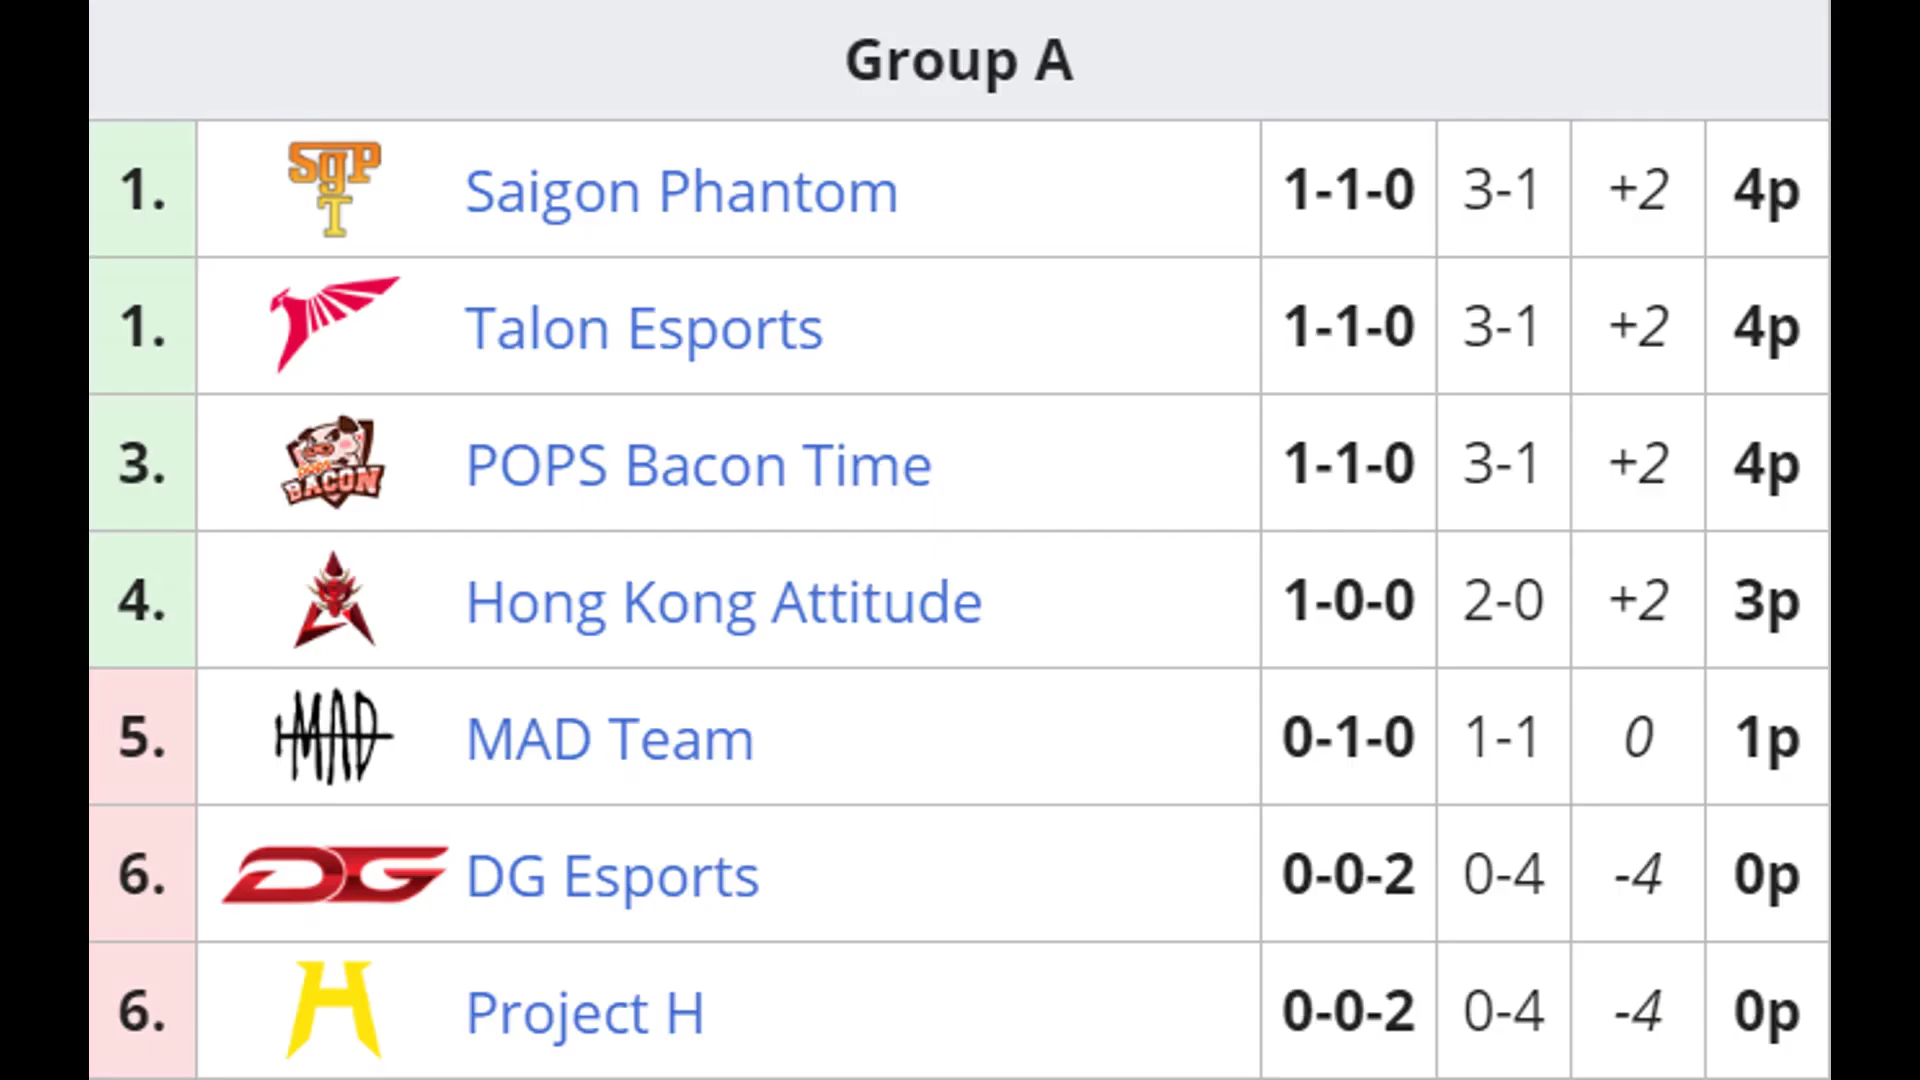 Group A
1. SgP T Saigon Phantom 1-1-0 3-1 +2 4p
1. Talon Esports 1-1-0 3-1 +2 4p
3. POPS BACON POPS Bacon Time 1-1-0 3-1 +2 4p
4. Hong Kong Attitude 1-0-0 2-0 +2 3p
5. MAD MAD Team 0-1-0 1-1 0 1p
6. DG DG Esports 0-0-2 0-4 -4 0p
6. H Project H 0-0-2 0-4 -4 0p